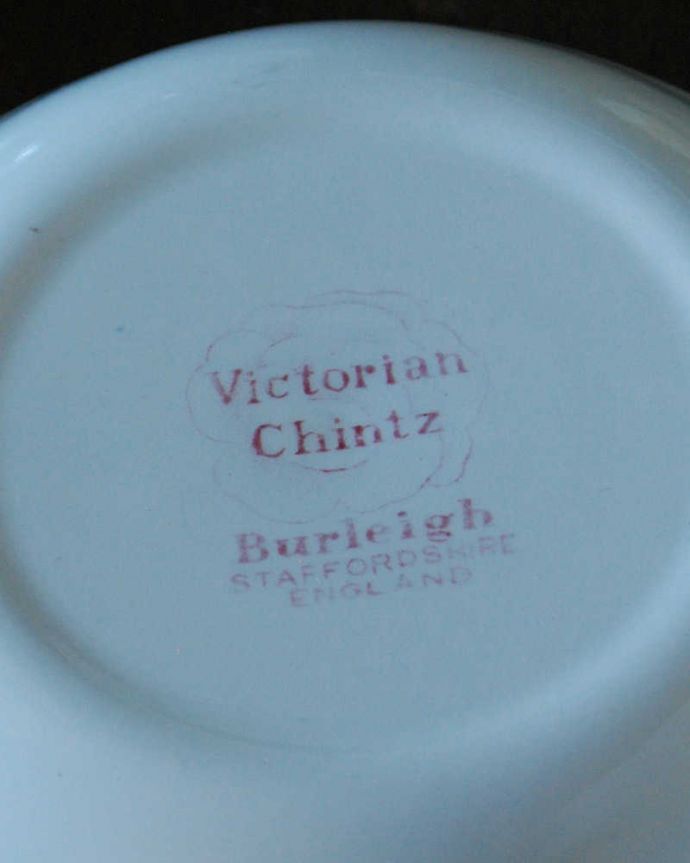 Victorian
Chintz
Burleigh
STAFFORDSHIRE
ENGLAND